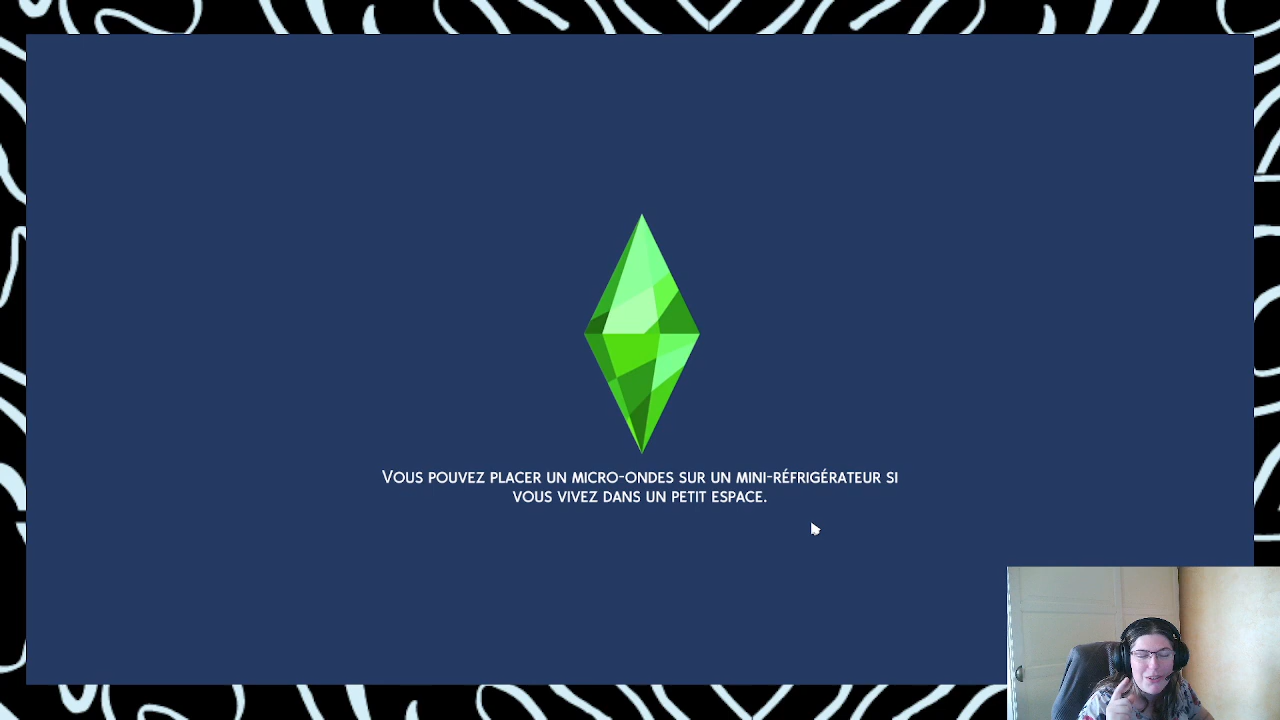 Vous pouvez placer un micro-ondes sur un mini-réfrigérateur si
vous vivez dans un petit espace.